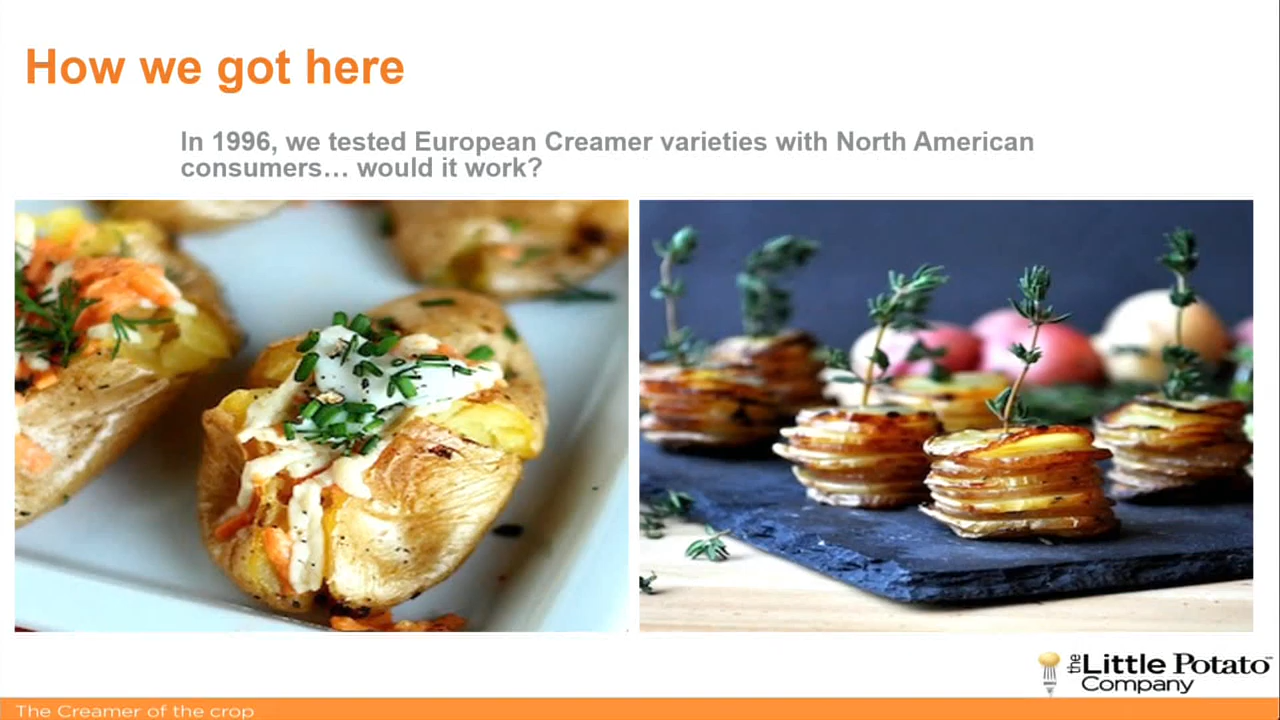 How we got here
In 1996, we tested European Creamer varieties with North American
consumers… would it work?
the Little Potato™
Company
The Creamer of the crop